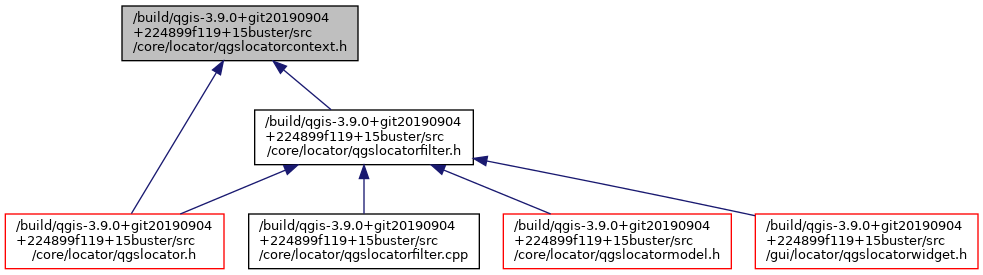 /build/qgis-3.9.0+git20190904
+224899f119+15buster/src
/core/locator/qgslocatorcontext.h
/build/qgis-3.9.0+git20190904
+224899f119+15buster/src
/core/locator/qgslocatorfilter.h
/build/qgis-3.9.0+git20190904
+224899f119+15buster/src
/core/locator/qgslocator.h
/build/qgis-3.9.0+git20190904
+224899f119+15buster/src
/core/locator/qgslocatorfilter.cpp
/build/qgis-3.9.0+git20190904
+224899f119+15buster/src
/core/locator/qgslocatormodel.h
/build/qgis-3.9.0+git20190904
+224899f119+15buster/src
/gui/locator/qgslocatorwidget.h